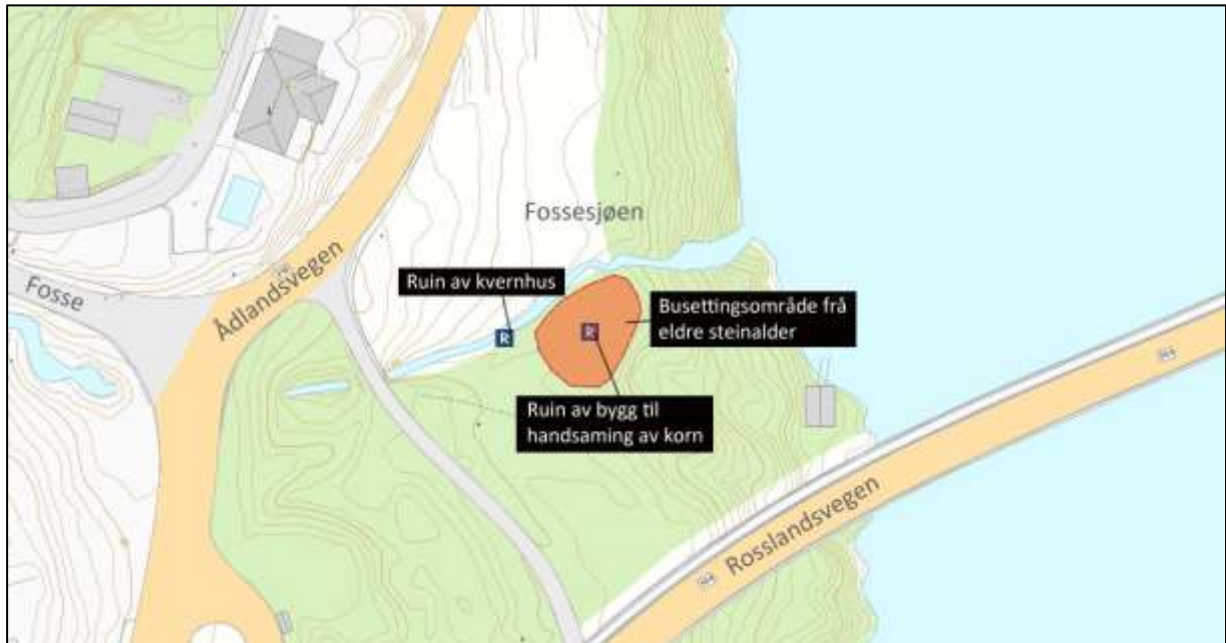 Fossesjøen
Ruin av kvernhus
Busettingsområde frå
eldre steinalder
R
R
Fosse
Ådlandsvegen
Ruin av bygg til
handsaming av korn
Rosslandsvegen